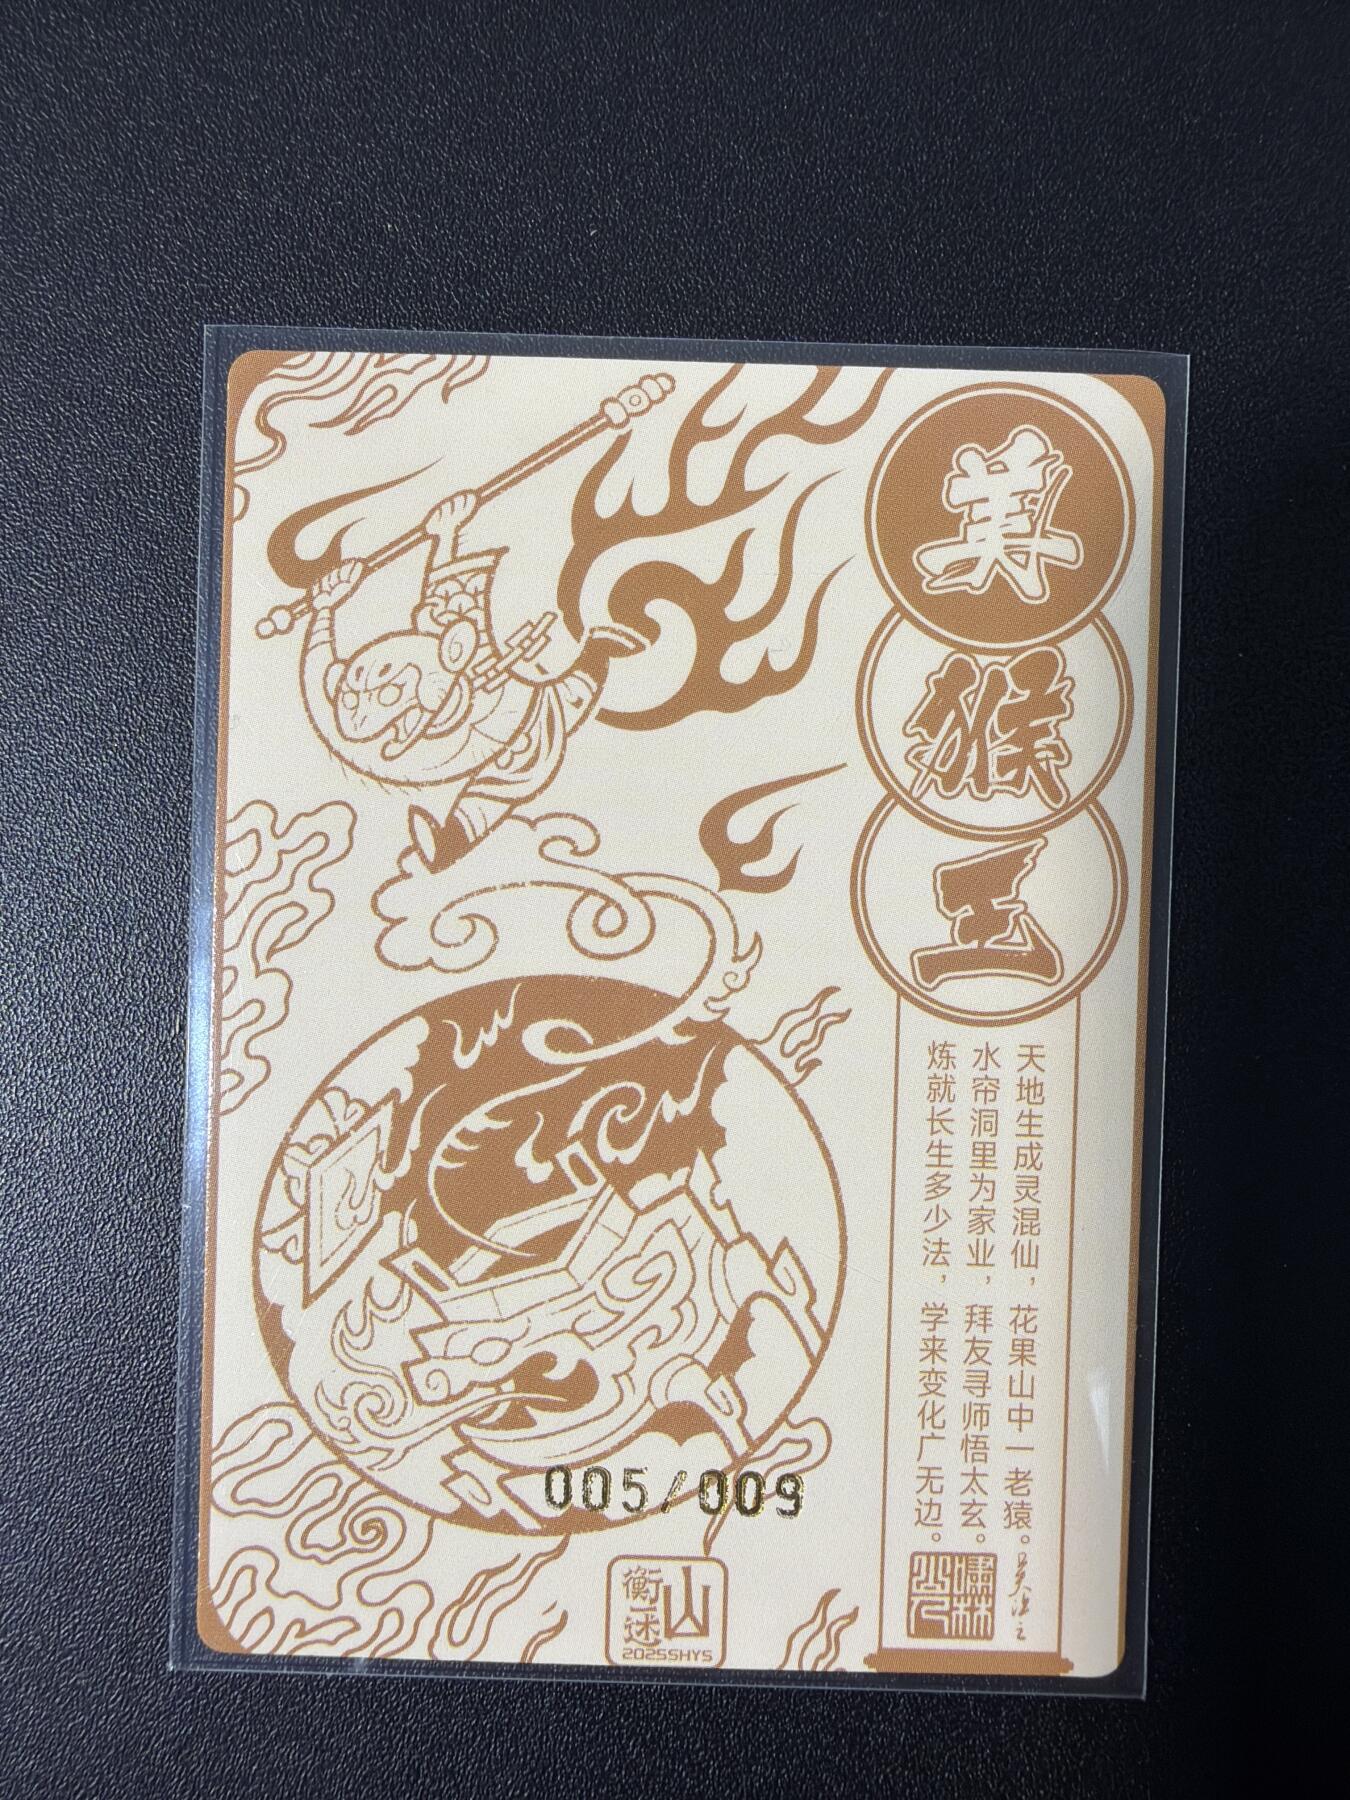 美猴王
天地生成灵混仙，花果山中一老猿。
水帘洞里为家业，拜友寻师悟太玄。
炼就长生多少法，学来变化广无边。
005/009
衡山
迷
2025SHYS